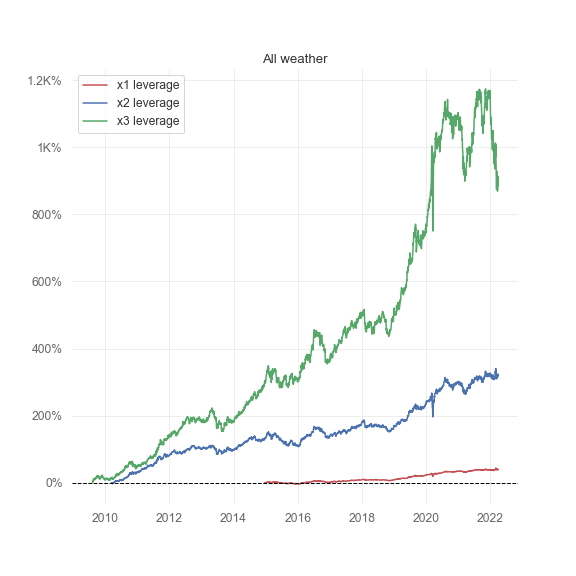 All weather
x1 leverage
x2 leverage
x3 leverage
1.2K%
1K%
800%
600%
400%
200%
0%
2010 2012 2014 2016 2018 2020 2022